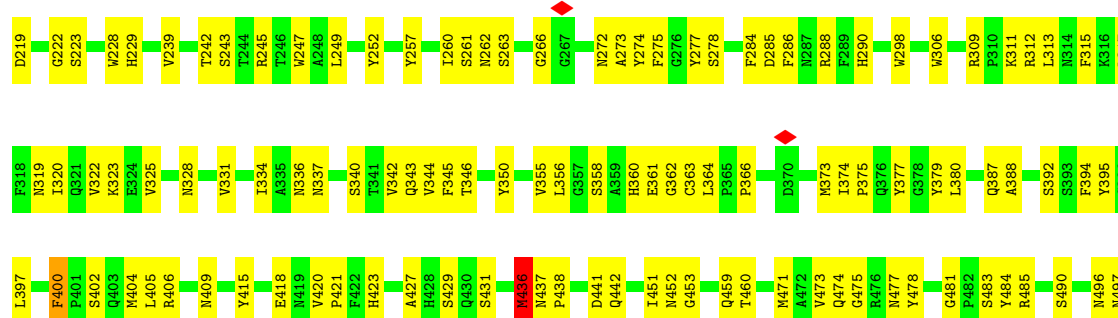 D219 G222 S223 W228 H229 V239 T242 S243 T244 R245 T246 W247 A248 L249 Y252 Y257 I260 S261 N262 S263 G266 G267 N272 A273 Y274 F275 G276 Y277 S278 F284 D285 F286 N287 R288 F289 H290 W298 W306 R309 P310 K311 R312 L313 N314 F315 K316
F318 N319 I320 Q321 V322 K323 E324 V325 N328 V331 I334 A335 N336 N337 S340 T341 V342 Q343 V344 F345 T346 Y350 V355 L356 G357 S358 A359 H360 E361 G362 C363 L364 P365 P366 D370 M373 I374 P375 Q376 Y377 G378 Y379 L380 Q387 A388 S392 S393 F394 Y395
L397 F400 P401 S402 Q403 M404 L405 R406 N409 Y415 E418 N419 V420 P421 F422 H423 A427 H428 S429 Q430 S431 M436 N437 P438 D441 Q442 I451 N452 G453 Q459 T460 M471 A472 V473 Q474 G475 R476 N477 Y478 G481 P482 S483 Y484 R485 S490 N496